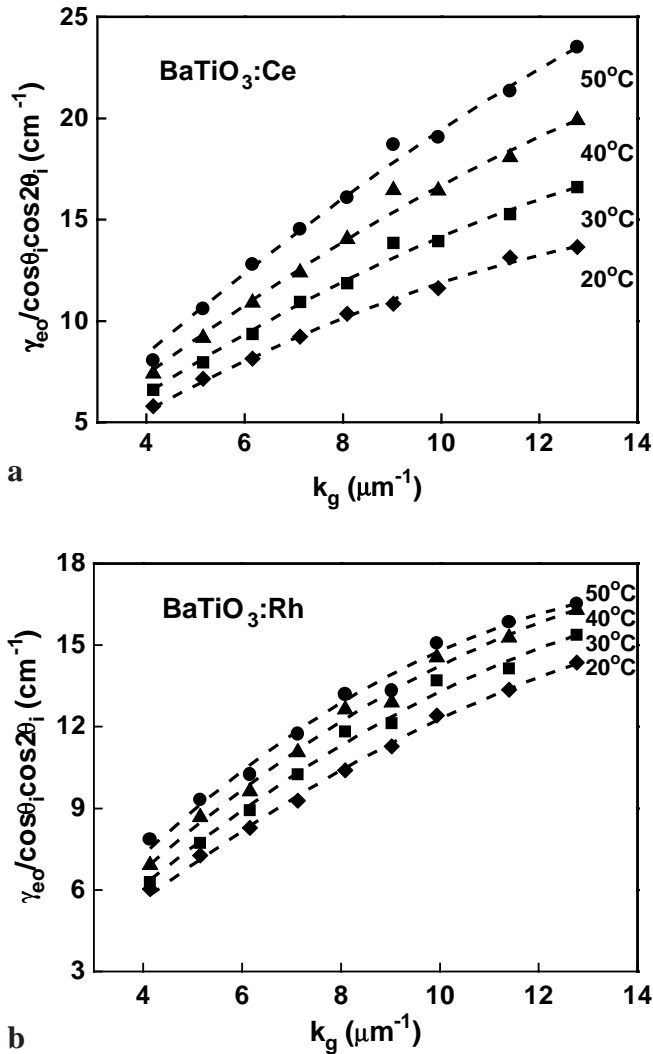 25
BaTiO₃:Ce
50°C
20
40°C
15
30°C
20°C
10
5
4 6 8 10 12 14
γₑₒ/cosθᵢcos2θᵢ (cm⁻¹)
k_g (μm⁻¹)
a
18
BaTiO₃:Rh
50°C
40°C
30°C
20°C
15
12
9
6
3
4 6 8 10 12 14
γₑₒ/cosθᵢcos2θᵢ (cm⁻¹)
k_g (μm⁻¹)
b